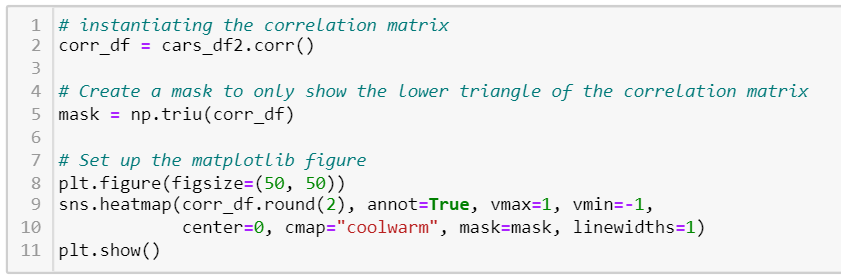 1 # instantiating the correlation matrix
2 corr_df = cars_df2.corr()
3
4 # Create a mask to only show the lower triangle of the correlation matrix
5 mask = np.triu(corr_df)
6
7 # Set up the matplotlib figure
8 plt.figure(figsize=(50, 50))
9 sns.heatmap(corr_df.round(2), annot=True, vmax=1, vmin=-1,
10             center=0, cmap="coolwarm", mask=mask, linewidths=1)
11 plt.show()